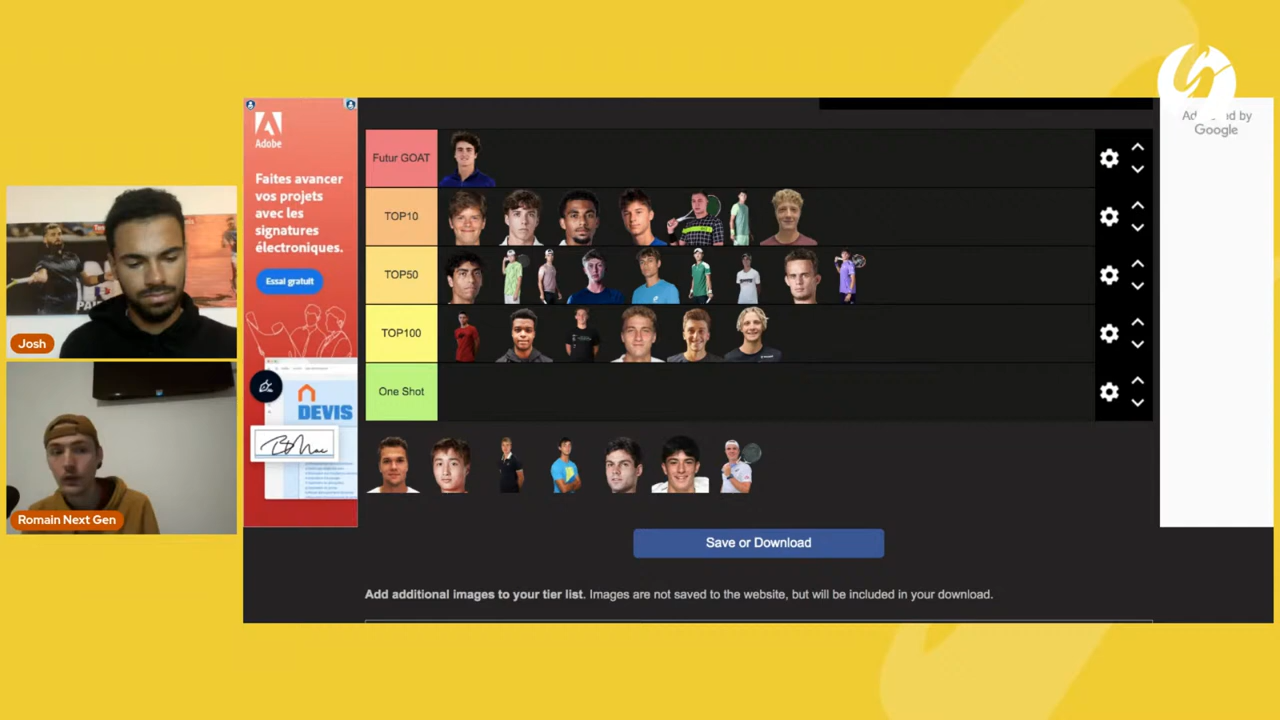 Adobe
Faites avancer
vos projets
avec les
signatures
électroniques.
Essai gratuit
DEVIS
Josh
Romain Next Gen
Futur GOAT
TOP10
TOP50
TOP100
One Shot
Save or Download
Add additional images to your tier list. Images are not saved to the website, but will be included in your download.
by
Google